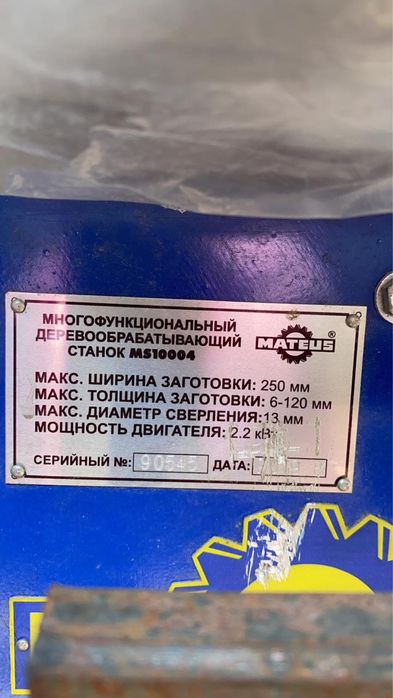 МНОГОФУНКЦИОНАЛЬНЫЙ
ДЕРЕВООБРАБАТЫВАЮЩИЙ
СТАНОК MS10004
MATEUS
МАКС. ШИРИНА ЗАГОТОВКИ: 250 мм
МАКС. ТОЛЩИНА ЗАГОТОВКИ: 6-120 мм
МАКС. ДИАМЕТР СВЕРЛЕНИЯ:13 мм
МОЩНОСТЬ ДВИГАТЕЛЯ: 2.2 кВт
СЕРИЙНЫЙ №: 90545 ДАТА: